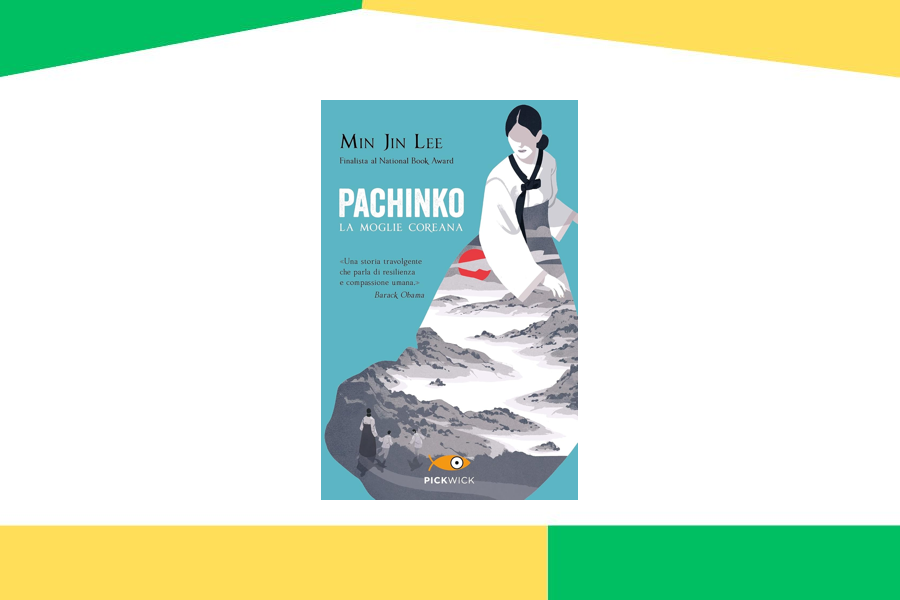 Min Jin Lee
Finalista al National Book Award
PACHINKO
LA MOGLIE COREANA
«Una storia travolgente
che parla di resilienza
e compassione umana.»
Barack Obama
PICKWICK